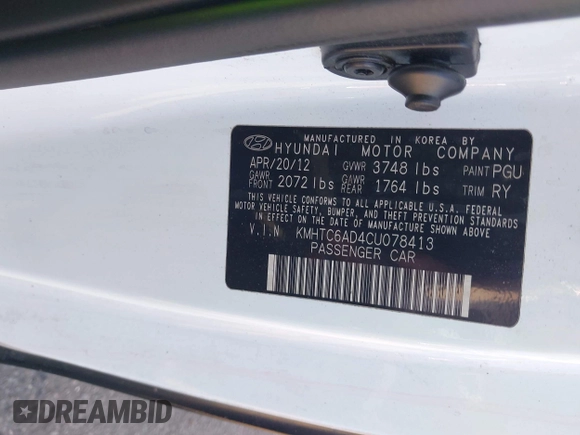 MANUFACTURED IN KOREA BY
HYUNDAI MOTOR COMPANY
APR/20/12 GVWR 3748 lbs PAINT PGU
GAWR FRONT 2072 lbs GAWR REAR 1764 lbs TRIM RY
THIS VEHICLE CONFORMS TO ALL APPLICABLE U.S.A. FEDERAL
MOTOR VEHICLE SAFETY, BUMPER, AND THEFT PREVENTION
STANDARDS IN EFFECT ON THE DATE OF MANUFACTURE SHOWN ABOVE.
V.I.N KMHTC6AD4CU078413
PASSENGER CAR
DREAMBID